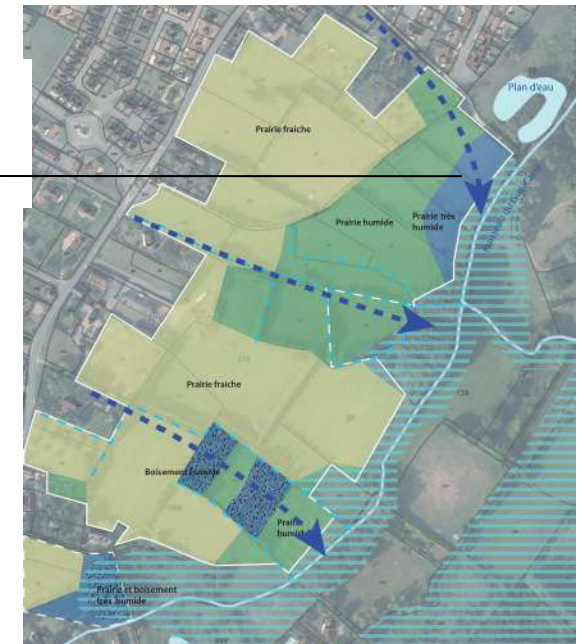 Plan d'eau
Prairie fraiche
Prairie humide
Prairie très
humide
Prairie fraiche
Boisement humide
Prairie
humide
Prairie et boisement
très humide